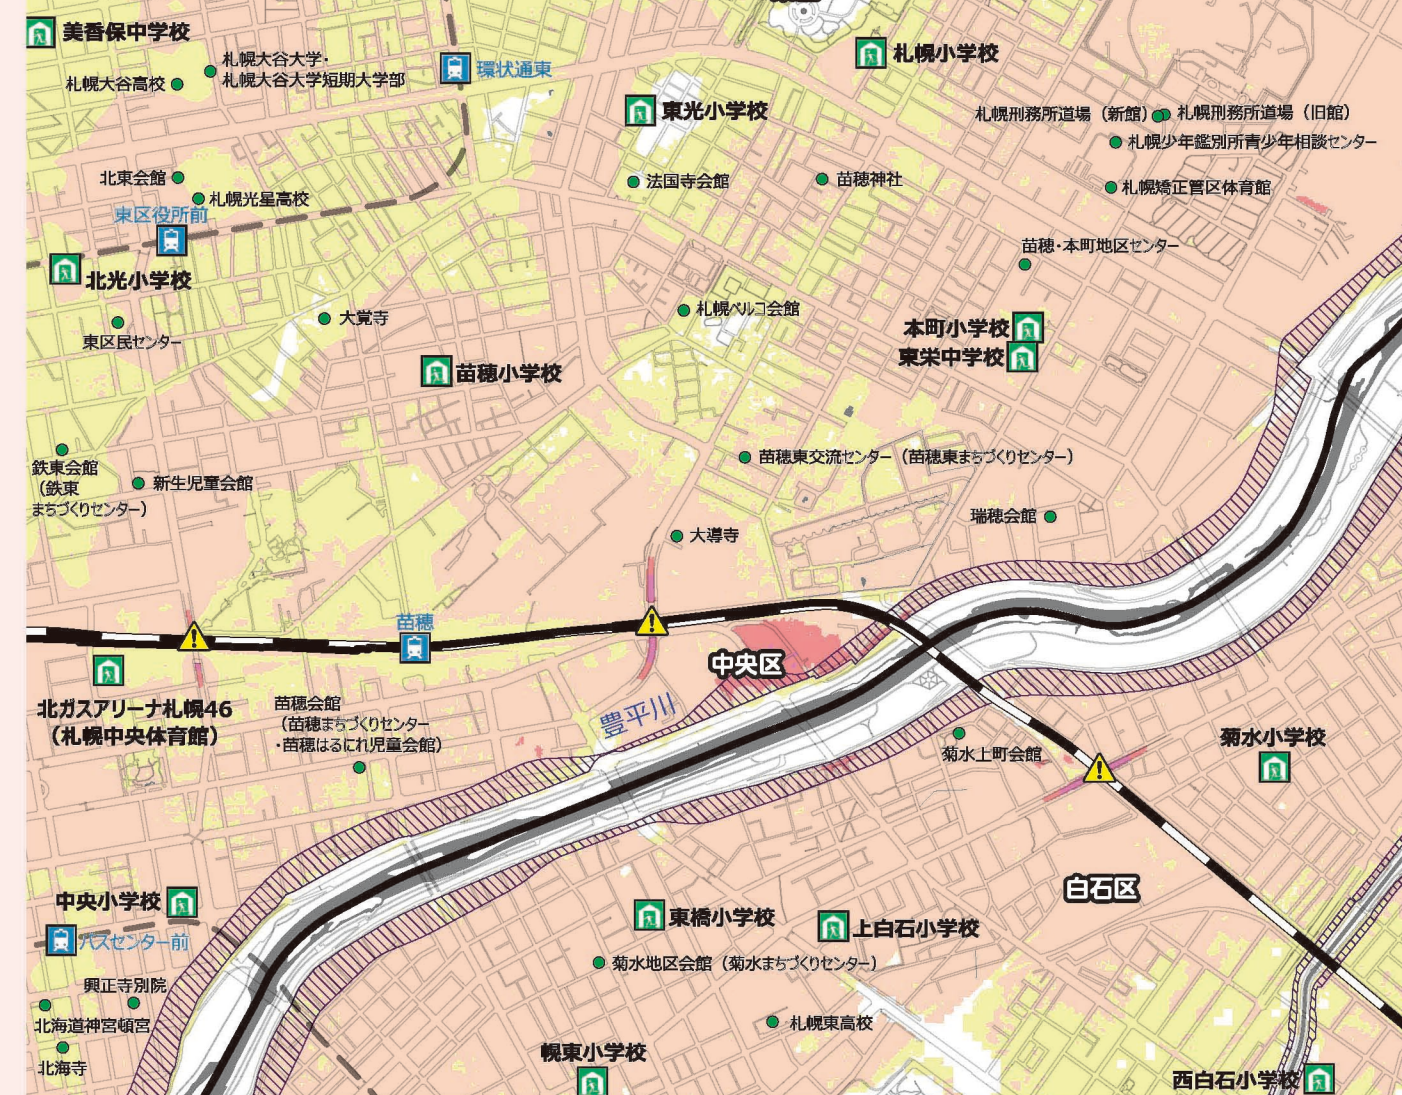 美香保中学校
札幌大谷大学・
札幌大谷大学短期大学部
札幌大谷高校
環状通東
札幌小学校
東光小学校
札幌刑務所道場（新館）
札幌刑務所道場（旧館）
札幌少年鑑別所青少年相談センター
北東会館
札幌光星高校
法国寺会館
苗穂神社
札幌矯正管区体育館
東区役所前
苗穂・本町地区センター
北光小学校
大覚寺
札幌ベルコ会館
東区民センター
本町小学校
東栄中学校
苗穂小学校
鉄東会館
（鉄東
まちづくりセンター）
新生児童会館
苗穂東交流センター（苗穂東まちづくりセンター）
瑞穂会館
大導寺
苗穂
中央区
北ガスアリーナ札幌46
（札幌中央体育館）
苗穂会館
（苗穂まちづくりセンター
・苗穂はるにれ児童会館）
豊平川
菊水上町会館
菊水小学校
中央小学校
バスセンター前
白石区
東橋小学校
上白石小学校
菊水地区会館（菊水まちづくりセンター）
興正寺別院
北海道神宮頓宮
北海寺
札幌東高校
幌東小学校
西白石小学校